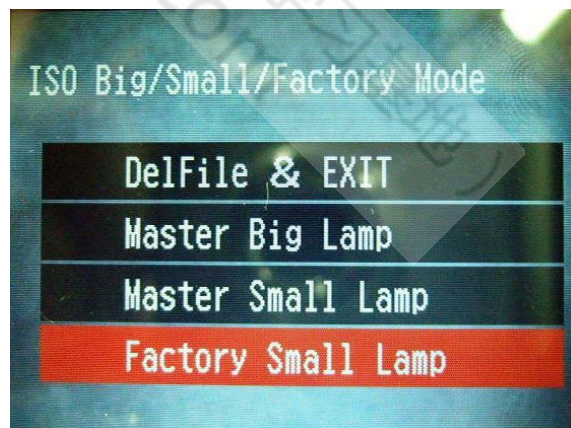 ISO Big/Small/Factory Mode
DelFile & EXIT
Master Big Lamp
Master Small Lamp
Factory Small Lamp